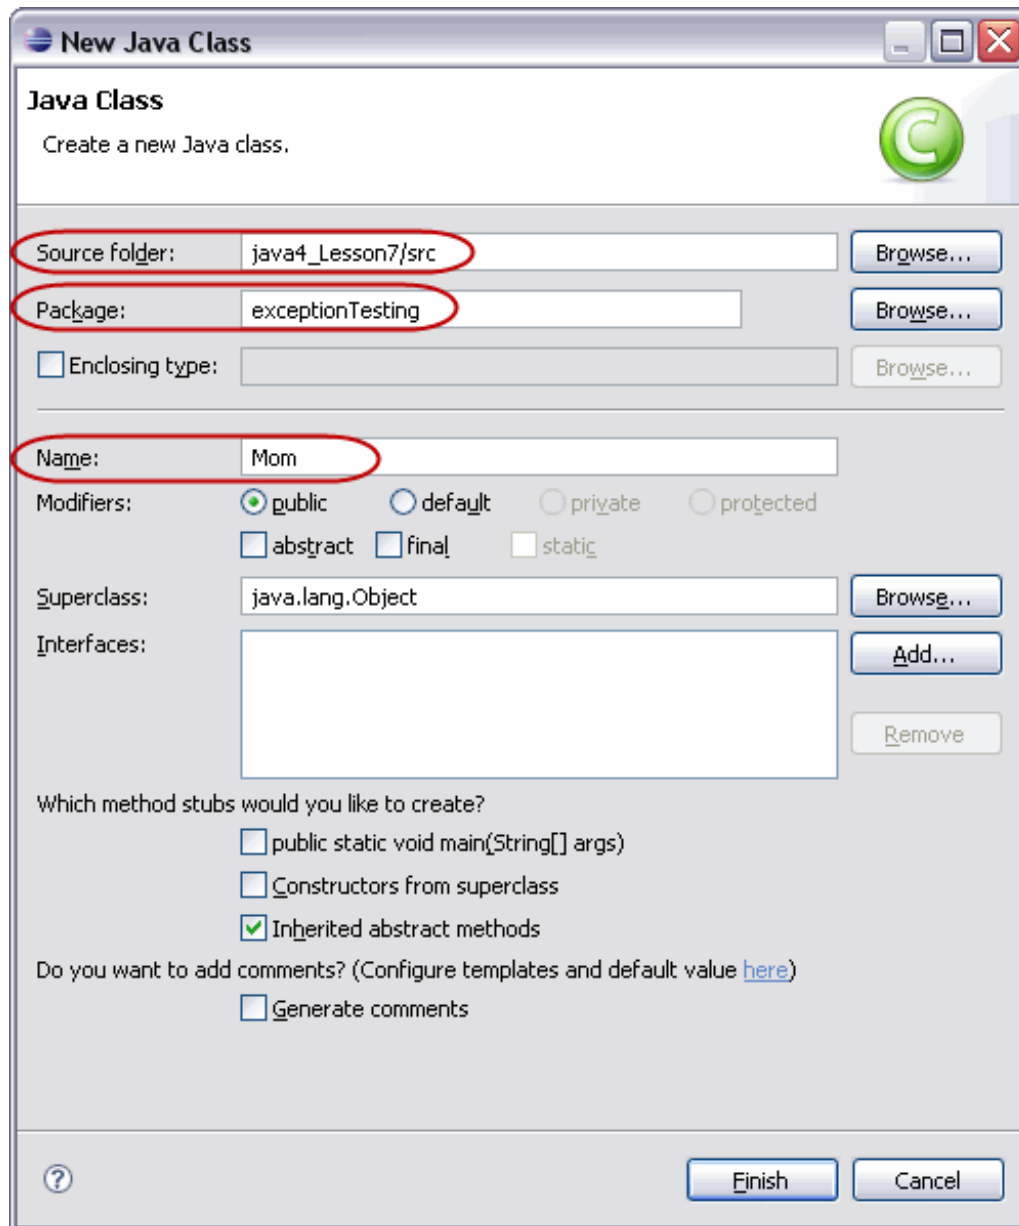 New Java Class
Java Class
Create a new Java class.
C
Source folder: java4_Lesson7/src Browse...
Package: exceptionTesting Browse...
Enclosing type: Browse...
Name: Mom
Modifiers: public default private protected
abstract final static
Superclass: java.lang.Object Browse...
Interfaces: Add...
Remove
Which method stubs would you like to create?
public static void main(String[] args)
Constructors from superclass
Inherited abstract methods
Do you want to add comments? (Configure templates and default value here)
Generate comments
? Finish Cancel